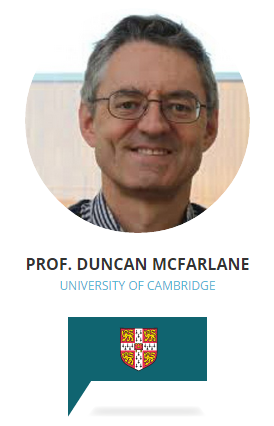 PROF. DUNCAN MCFARLANE
UNIVERSITY OF CAMBRIDGE